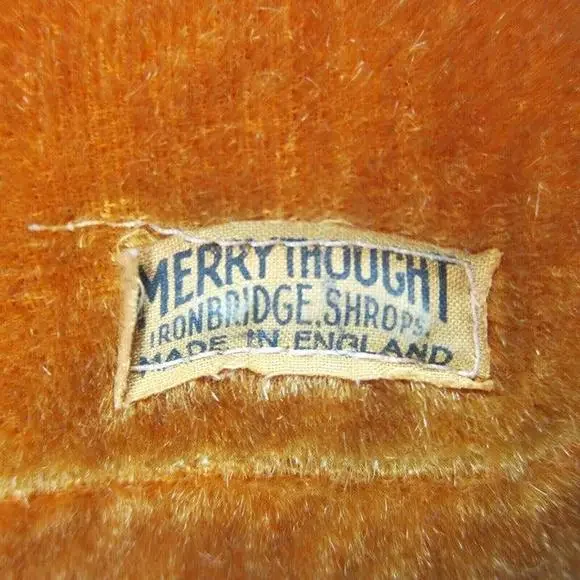 MERRYTHOUGHT
IRONBRIDGE, SHROPS.
MADE IN ENGLAND